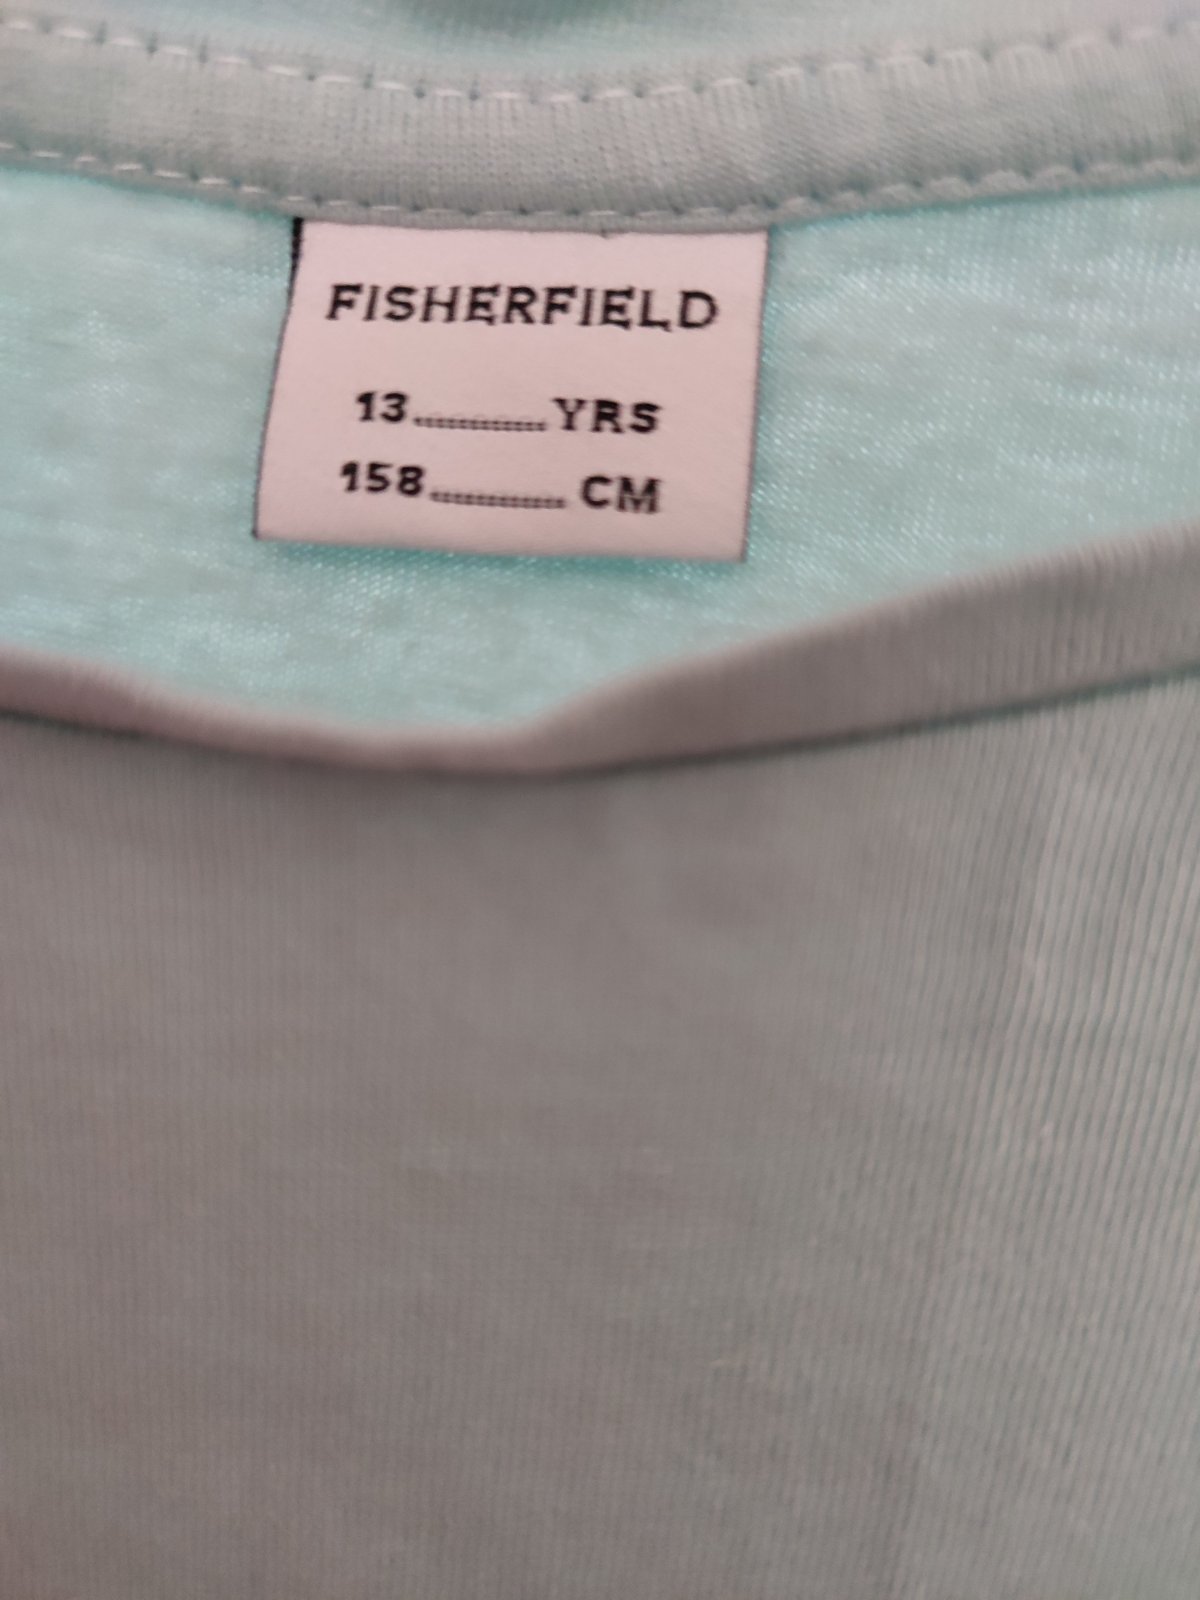 FISHERFIELD
13............YRS
158............ CM